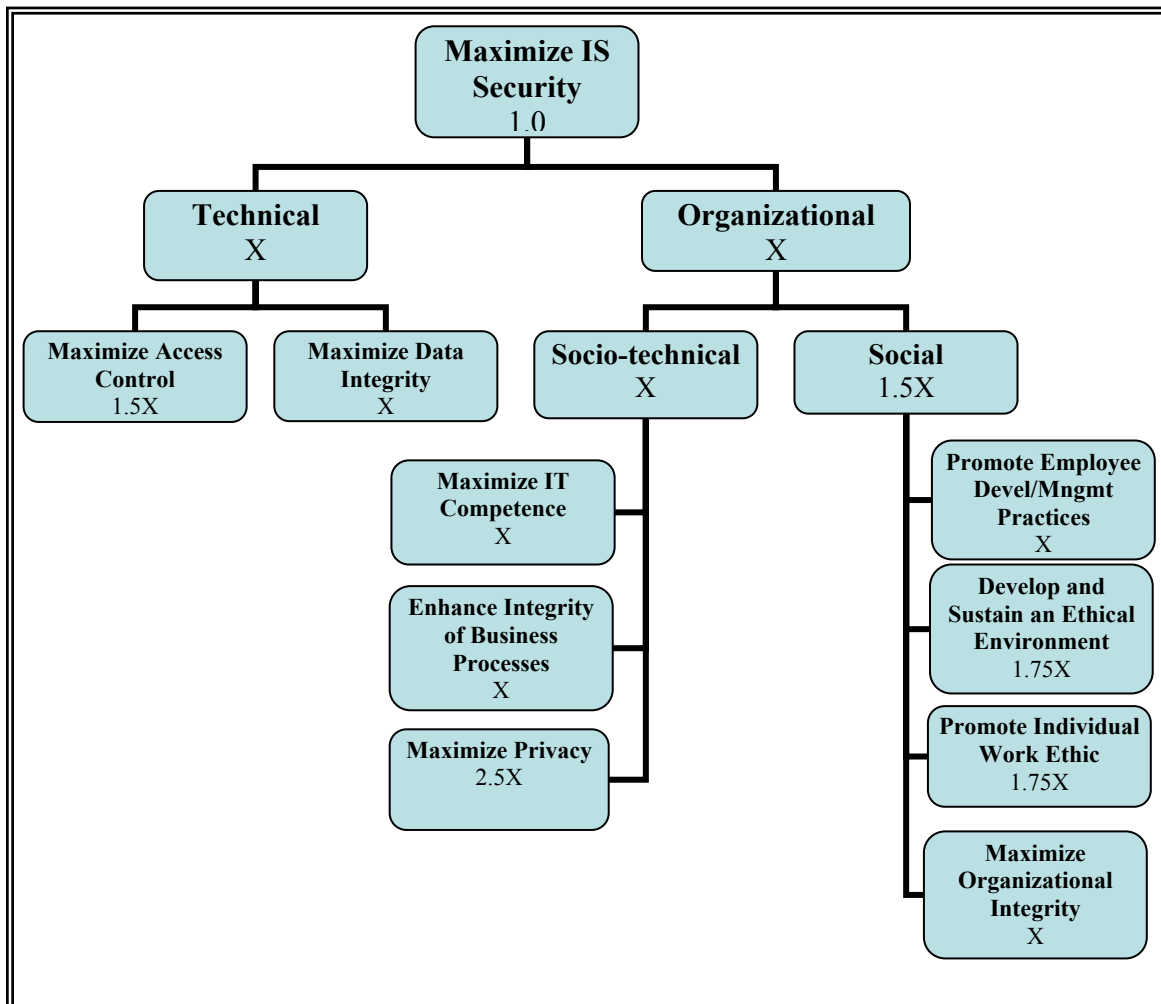 Maximize IS
Security
1.0
Technical
X
Organizational
X
Maximize Access
Control
1.5X
Maximize Data
Integrity
X
Socio-technical
X
Social
1.5X
Maximize IT
Competence
X
Enhance Integrity
of Business
Processes
X
Maximize Privacy
2.5X
Promote Employee
Devel/Mngmt
Practices
X
Develop and
Sustain an Ethical
Environment
1.75X
Promote Individual
Work Ethic
1.75X
Maximize
Organizational
Integrity
X